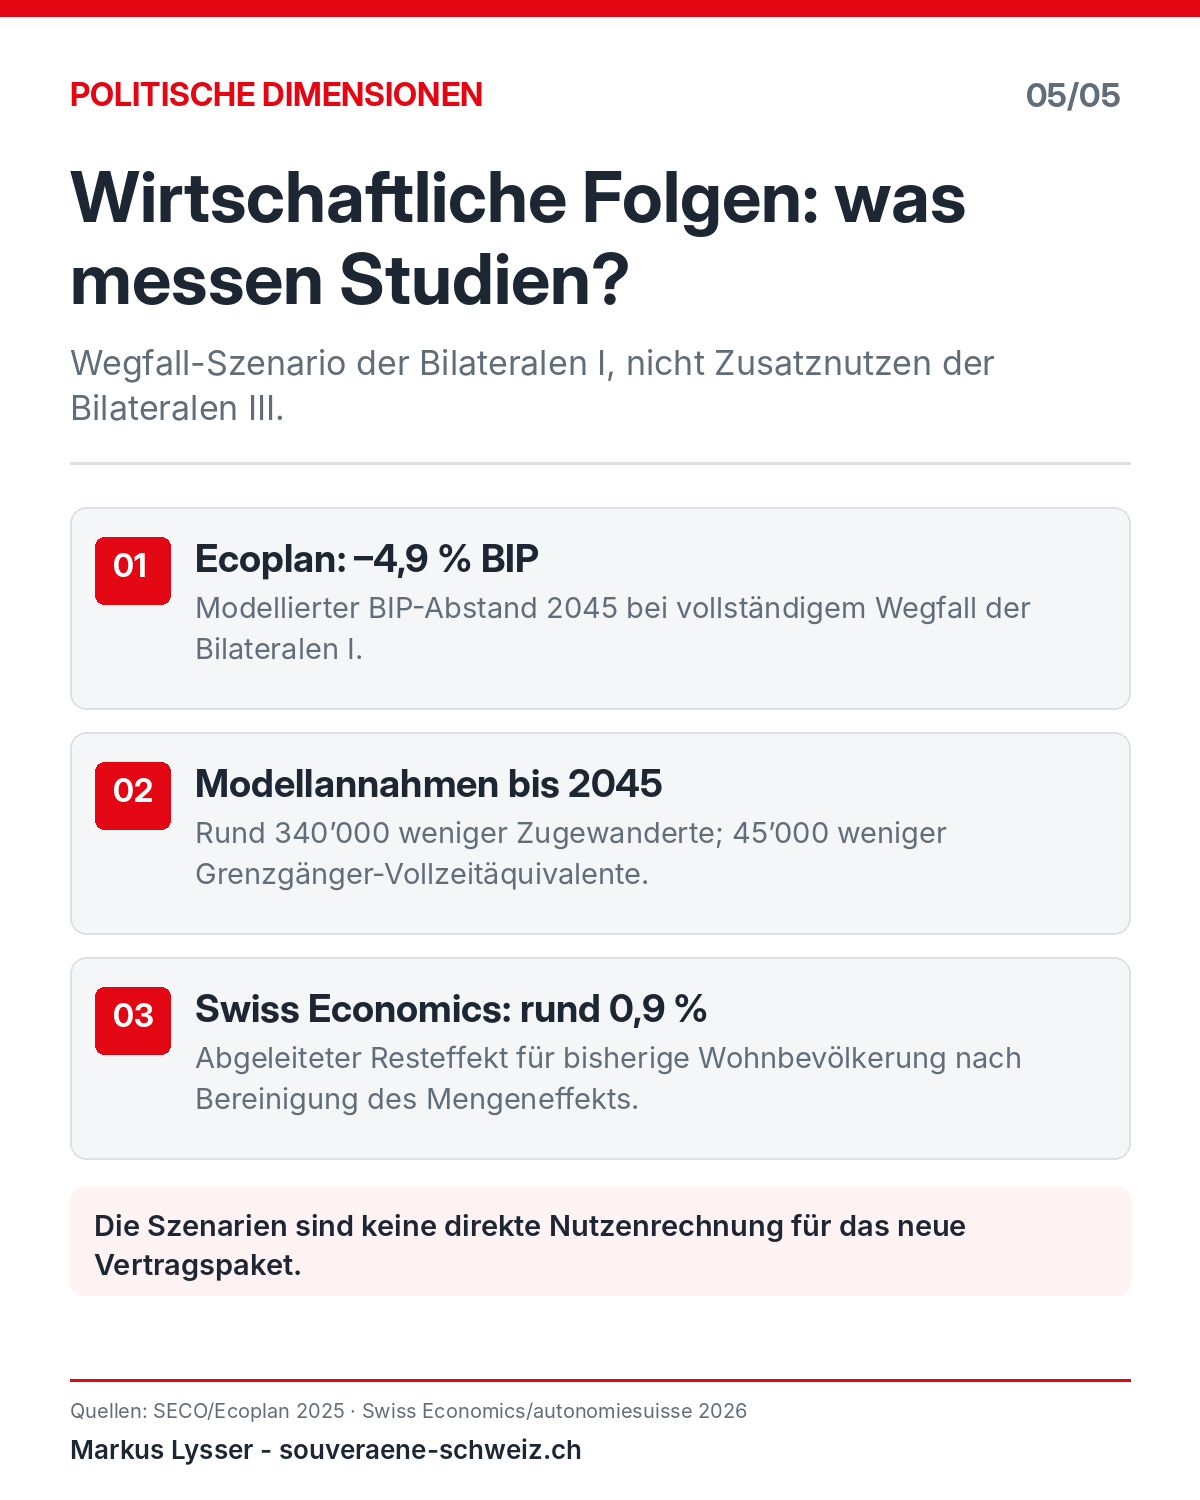 POLITISCHE DIMENSIONEN
05/05
Wirtschaftliche Folgen: was
messen Studien?
Wegfall-Szenario der Bilateralen I, nicht Zusatznutzen der
Bilateralen III.
01
Ecoplan: –4,9 % BIP
Modellierter BIP-Abstand 2045 bei vollständigem Wegfall der
Bilateralen I.
02
Modellannahmen bis 2045
Rund 340’000 weniger Zugewanderte; 45’000 weniger
Grenzgänger-Vollzeitäquivalente.
03
Swiss Economics: rund 0,9 %
Abgeleiteter Resteffekt für bisherige Wohnbevölkerung nach
Bereinigung des Mengeneffekts.
Die Szenarien sind keine direkte Nutzenrechnung für das neue
Vertragspaket.
Quellen: SECO/Ecoplan 2025 · Swiss Economics/autonomiesuisse 2026
Markus Lysser - souveraene-schweiz.ch